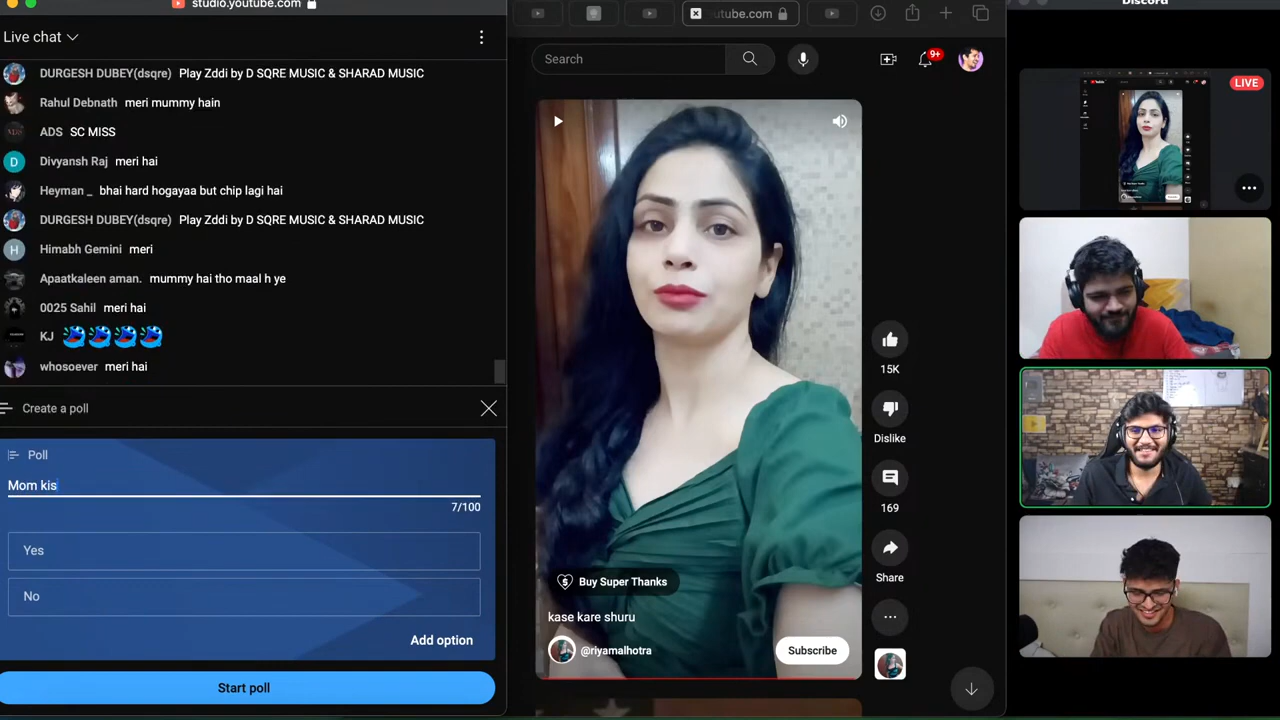 studio.youtube.com
Live chat
DURGESH DUBEY(dsqre) Play Zddi by D SQRE MUSIC & SHARAD MUSIC
Rahul Debnath meri mummy hain
ADS SC MISS
D Divyansh Raj meri hai
Heyman _ bhai hard hogayaa but chip lagi hai
DURGESH DUBEY(dsqre) Play Zddi by D SQRE MUSIC & SHARAD MUSIC
H Himabh Gemini meri
Apaatkaleen aman. mummy hai tho maal h ye
0025 Sahil meri hai
KJ
whosoever meri hai
Create a poll
Poll
Mom kis
7/100
Yes
No
Add option
Start poll
utube.com
Search
9+
15K
Dislike
169
Share
Buy Super Thanks
kase kare shuru
@riyamalhotra
Subscribe
Discord
LIVE